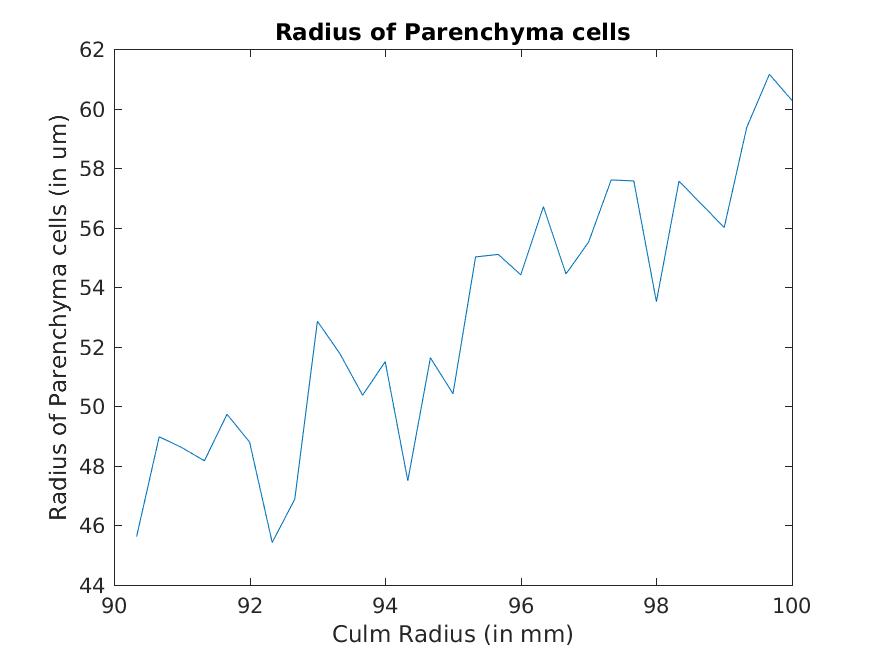 Radius of Parenchyma cells
62
60
58
56
54
52
50
48
46
44
Radius of Parenchyma cells (in um)
90 92 94 96 98 100
Culm Radius (in mm)